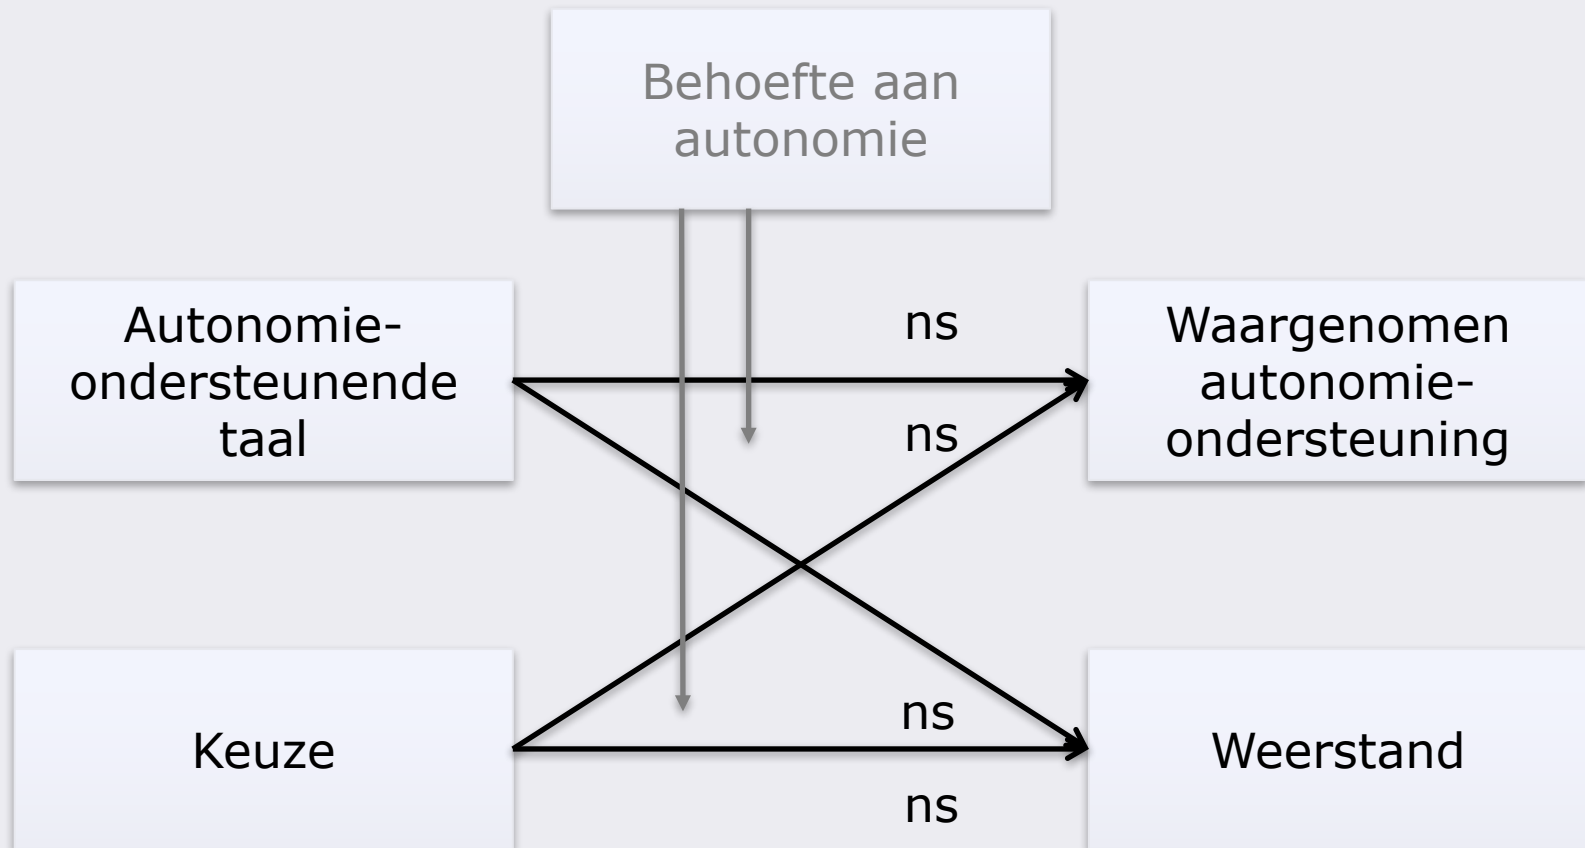 Behoefte aan
autonomie
Autonomie-
ondersteunende
taal
ns
ns
Waargenomen
autonomie-
ondersteuning
Keuze
ns
ns
Weerstand